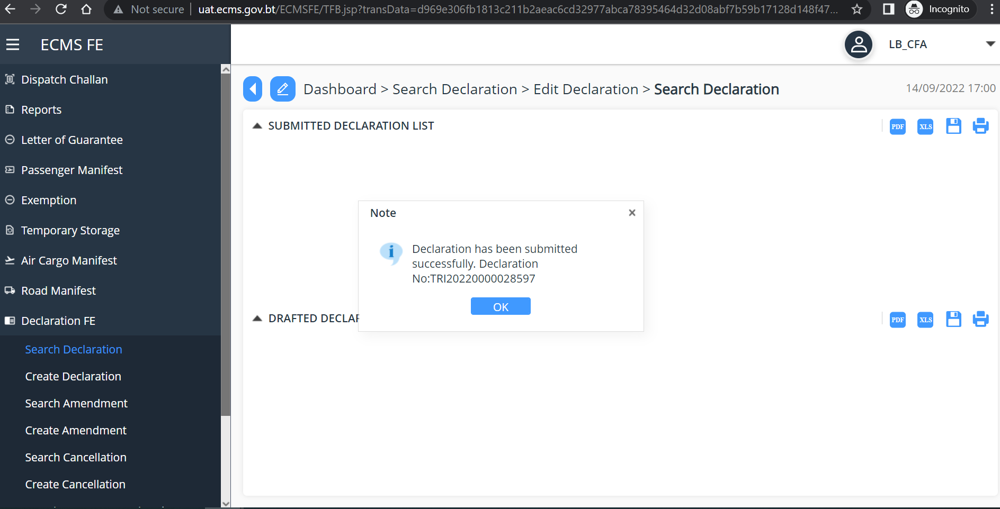 Not secure
uat.ecms.gov.bt/ECMSFE/TFB.jsp?transData=d969e306fb1813c211b2aeac6cd32977abca78395464d32d08abf7b59b17128d148f47...
Incognito
ECMS FE
LB_CFA
Dispatch Challan
Reports
Letter of Guarantee
Passenger Manifest
Exemption
Temporary Storage
Air Cargo Manifest
Road Manifest
Declaration FE
Search Declaration
Create Declaration
Search Amendment
Create Amendment
Search Cancellation
Create Cancellation
Dashboard > Search Declaration > Edit Declaration > Search Declaration
14/09/2022 17:00
SUBMITTED DECLARATION LIST
PDF XLS
Note
Declaration has been submitted
successfully. Declaration
No:TRI20220000028597
OK
DRAFTED DECLAR
PDF XLS